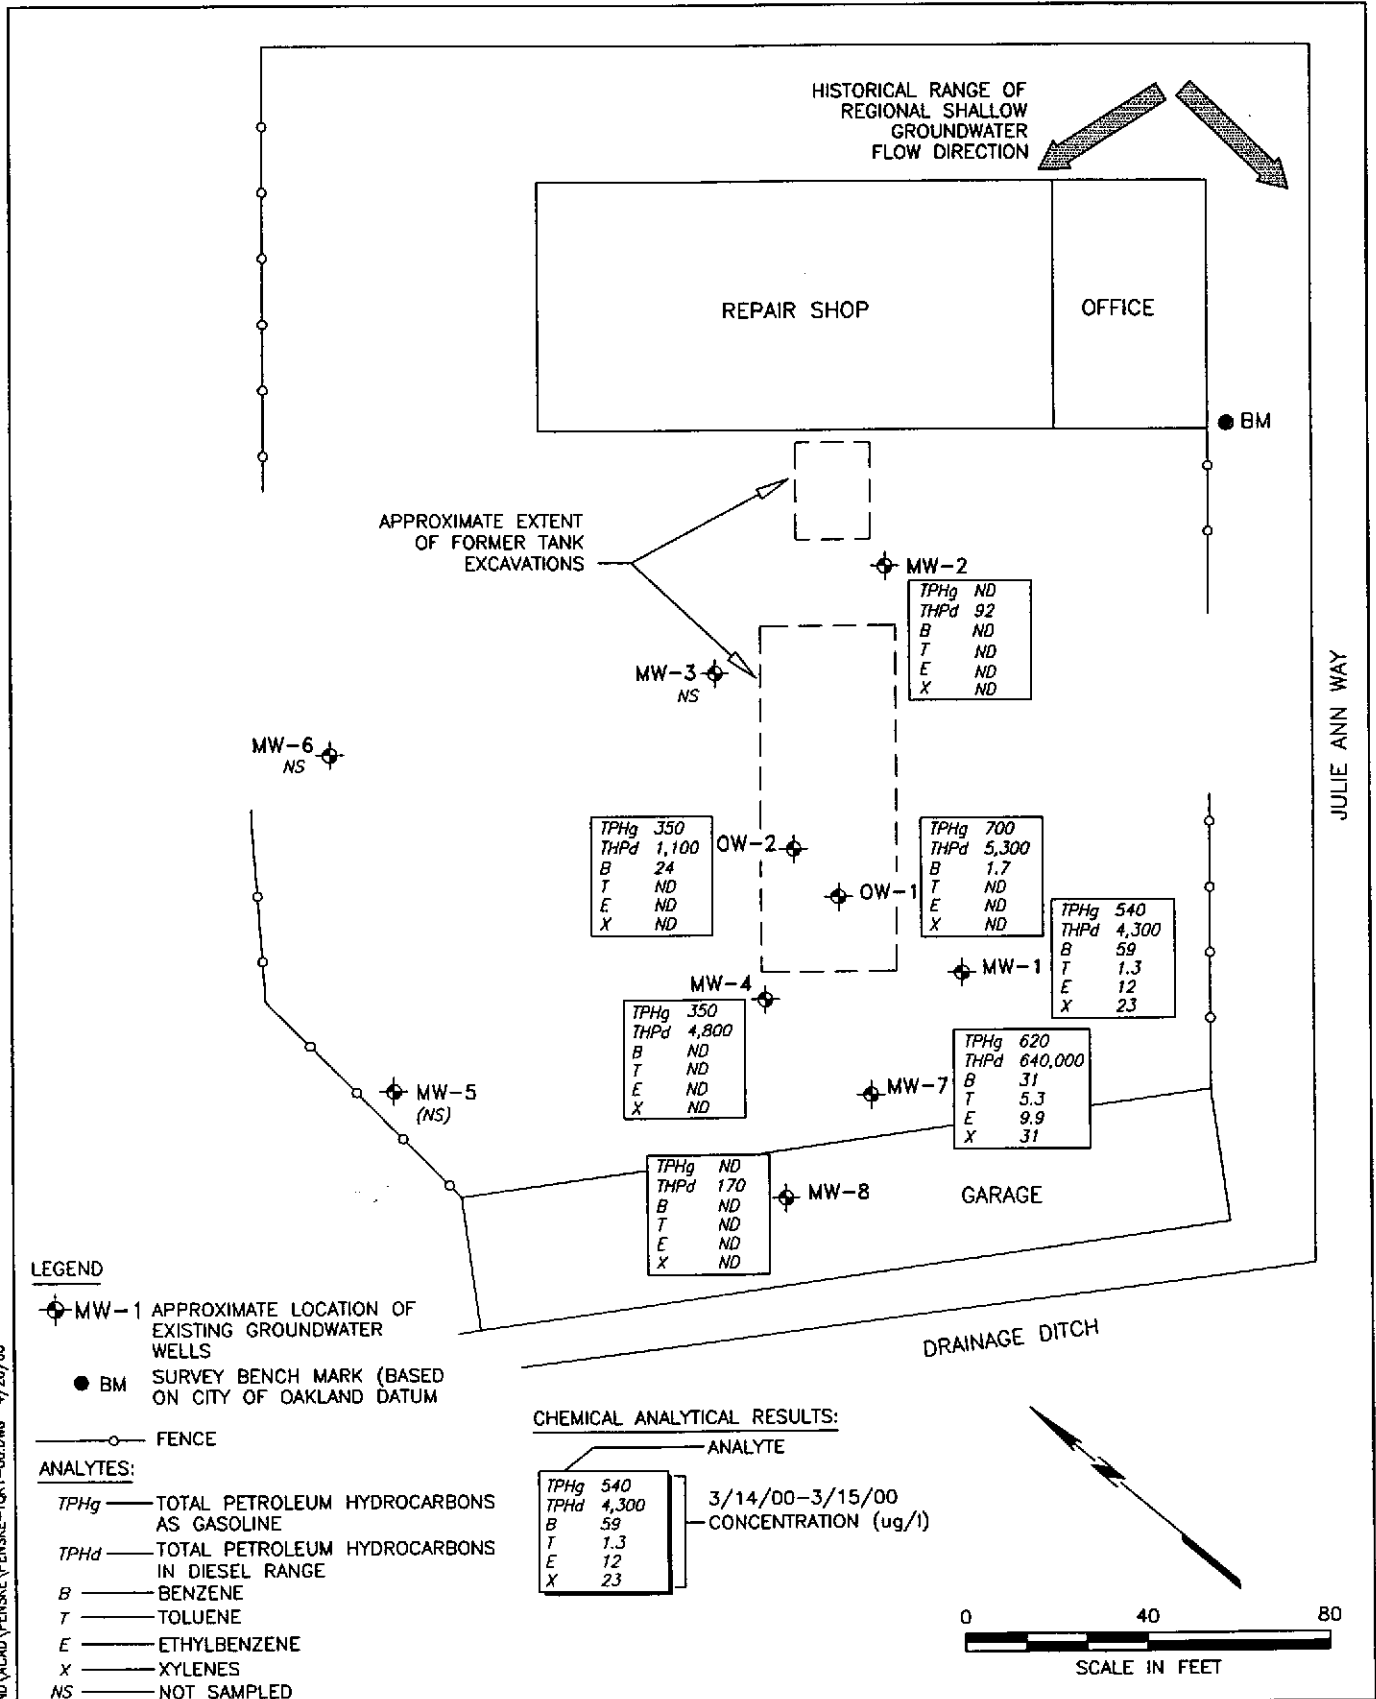 HISTORICAL RANGE OF
REGIONAL SHALLOW
GROUNDWATER
FLOW DIRECTION
REPAIR SHOP
OFFICE
BM
APPROXIMATE EXTENT
OF FORMER TANK
EXCAVATIONS
MW-2
TPHg ND
THPd 92
B ND
T ND
E ND
X ND
MW-3
NS
JULIE ANN WAY
MW-6
NS
TPHg 350
THPd 1,100
B 24
T ND
E ND
X ND
OW-2
TPHg 700
THPd 5,300
B 1.7
T ND
E ND
X ND
OW-1
TPHg 540
THPd 4,300
B 59
T 1.3
E 12
X 23
MW-1
MW-4
TPHg 350
THPd 4,800
B ND
T ND
E ND
X ND
TPHg 620
THPd 640,000
B 31
T 5.3
E 9.9
X 31
MW-7
MW-5
(NS)
TPHg ND
THPd 170
B ND
T ND
E ND
X ND
MW-8
GARAGE
DRAINAGE DITCH
LEGEND
MW-1 APPROXIMATE LOCATION OF
EXISTING GROUNDWATER
WELLS
BM SURVEY BENCH MARK (BASED
ON CITY OF OAKLAND DATUM
FENCE
ANALYTES:
TPHg TOTAL PETROLEUM HYDROCARBONS
AS GASOLINE
TPHd TOTAL PETROLEUM HYDROCARBONS
IN DIESEL RANGE
B BENZENE
T TOLUENE
E ETHYLBENZENE
X XYLENES
NS NOT SAMPLED
CHEMICAL ANALYTICAL RESULTS:
ANALYTE
TPHg 540
TPHd 4,300
B 59
T 1.3
E 12
X 23
3/14/00-3/15/00
CONCENTRATION (ug/l)
0 40 80
SCALE IN FEET